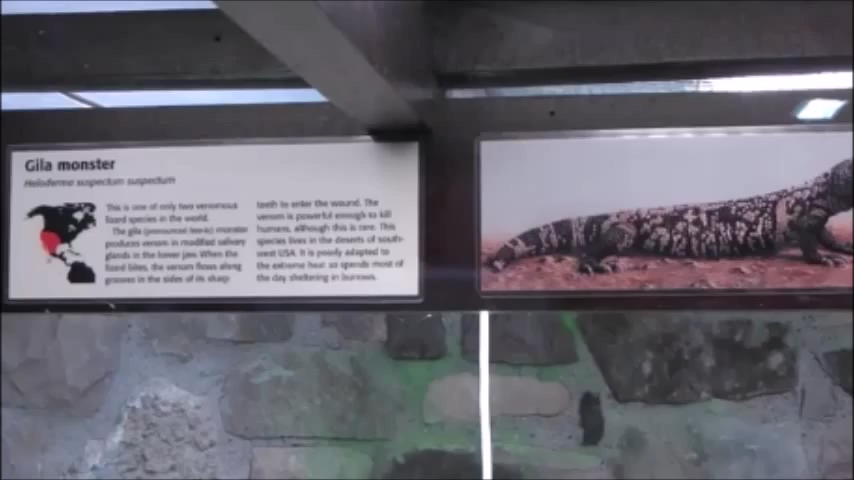 Gila monster
Heloderma suspectum suspectum
This is one of only two venomous
lizard species in the world.
The gila (pronounced hee-la) monster
produces venom in modified salivary
glands in the lower jaw. When the
lizard bites, the venom flows along
grooves in the sides of its sharp
teeth to enter the wound. The
venom is powerful enough to kill
humans, although this is rare. This
species lives in the deserts of south-
west USA. It is poorly adapted to
the extreme heat so spends most of
the day sheltering in burrows.